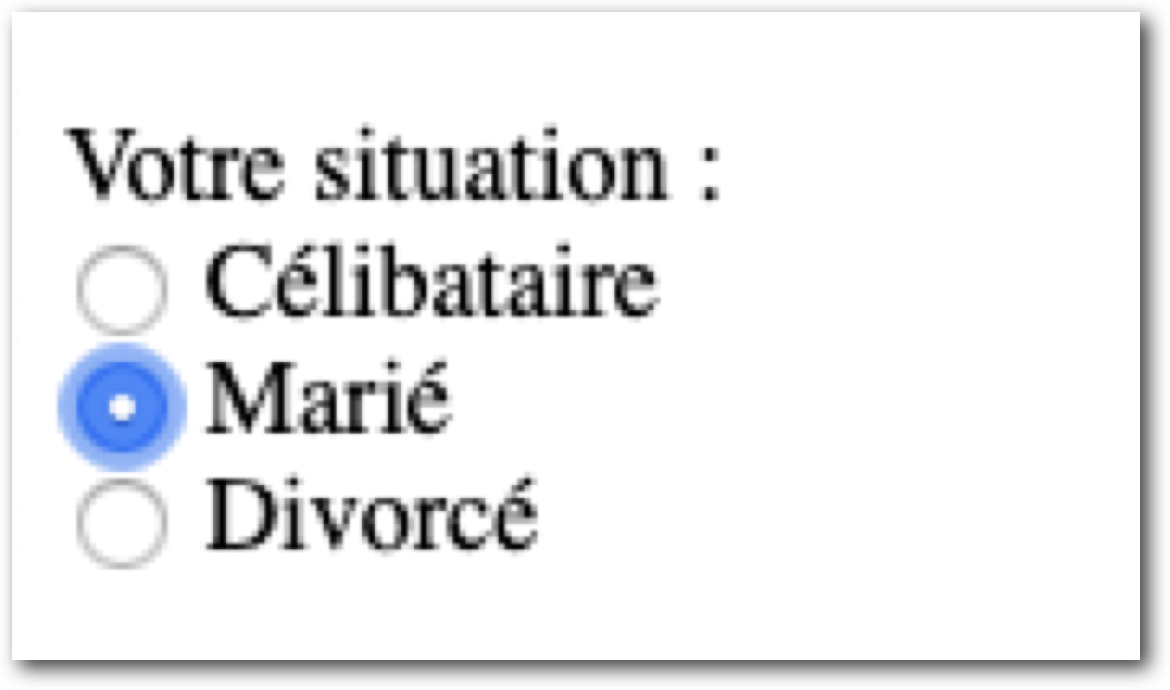 Votre situation :
Célibataire
Marié
Divorcé